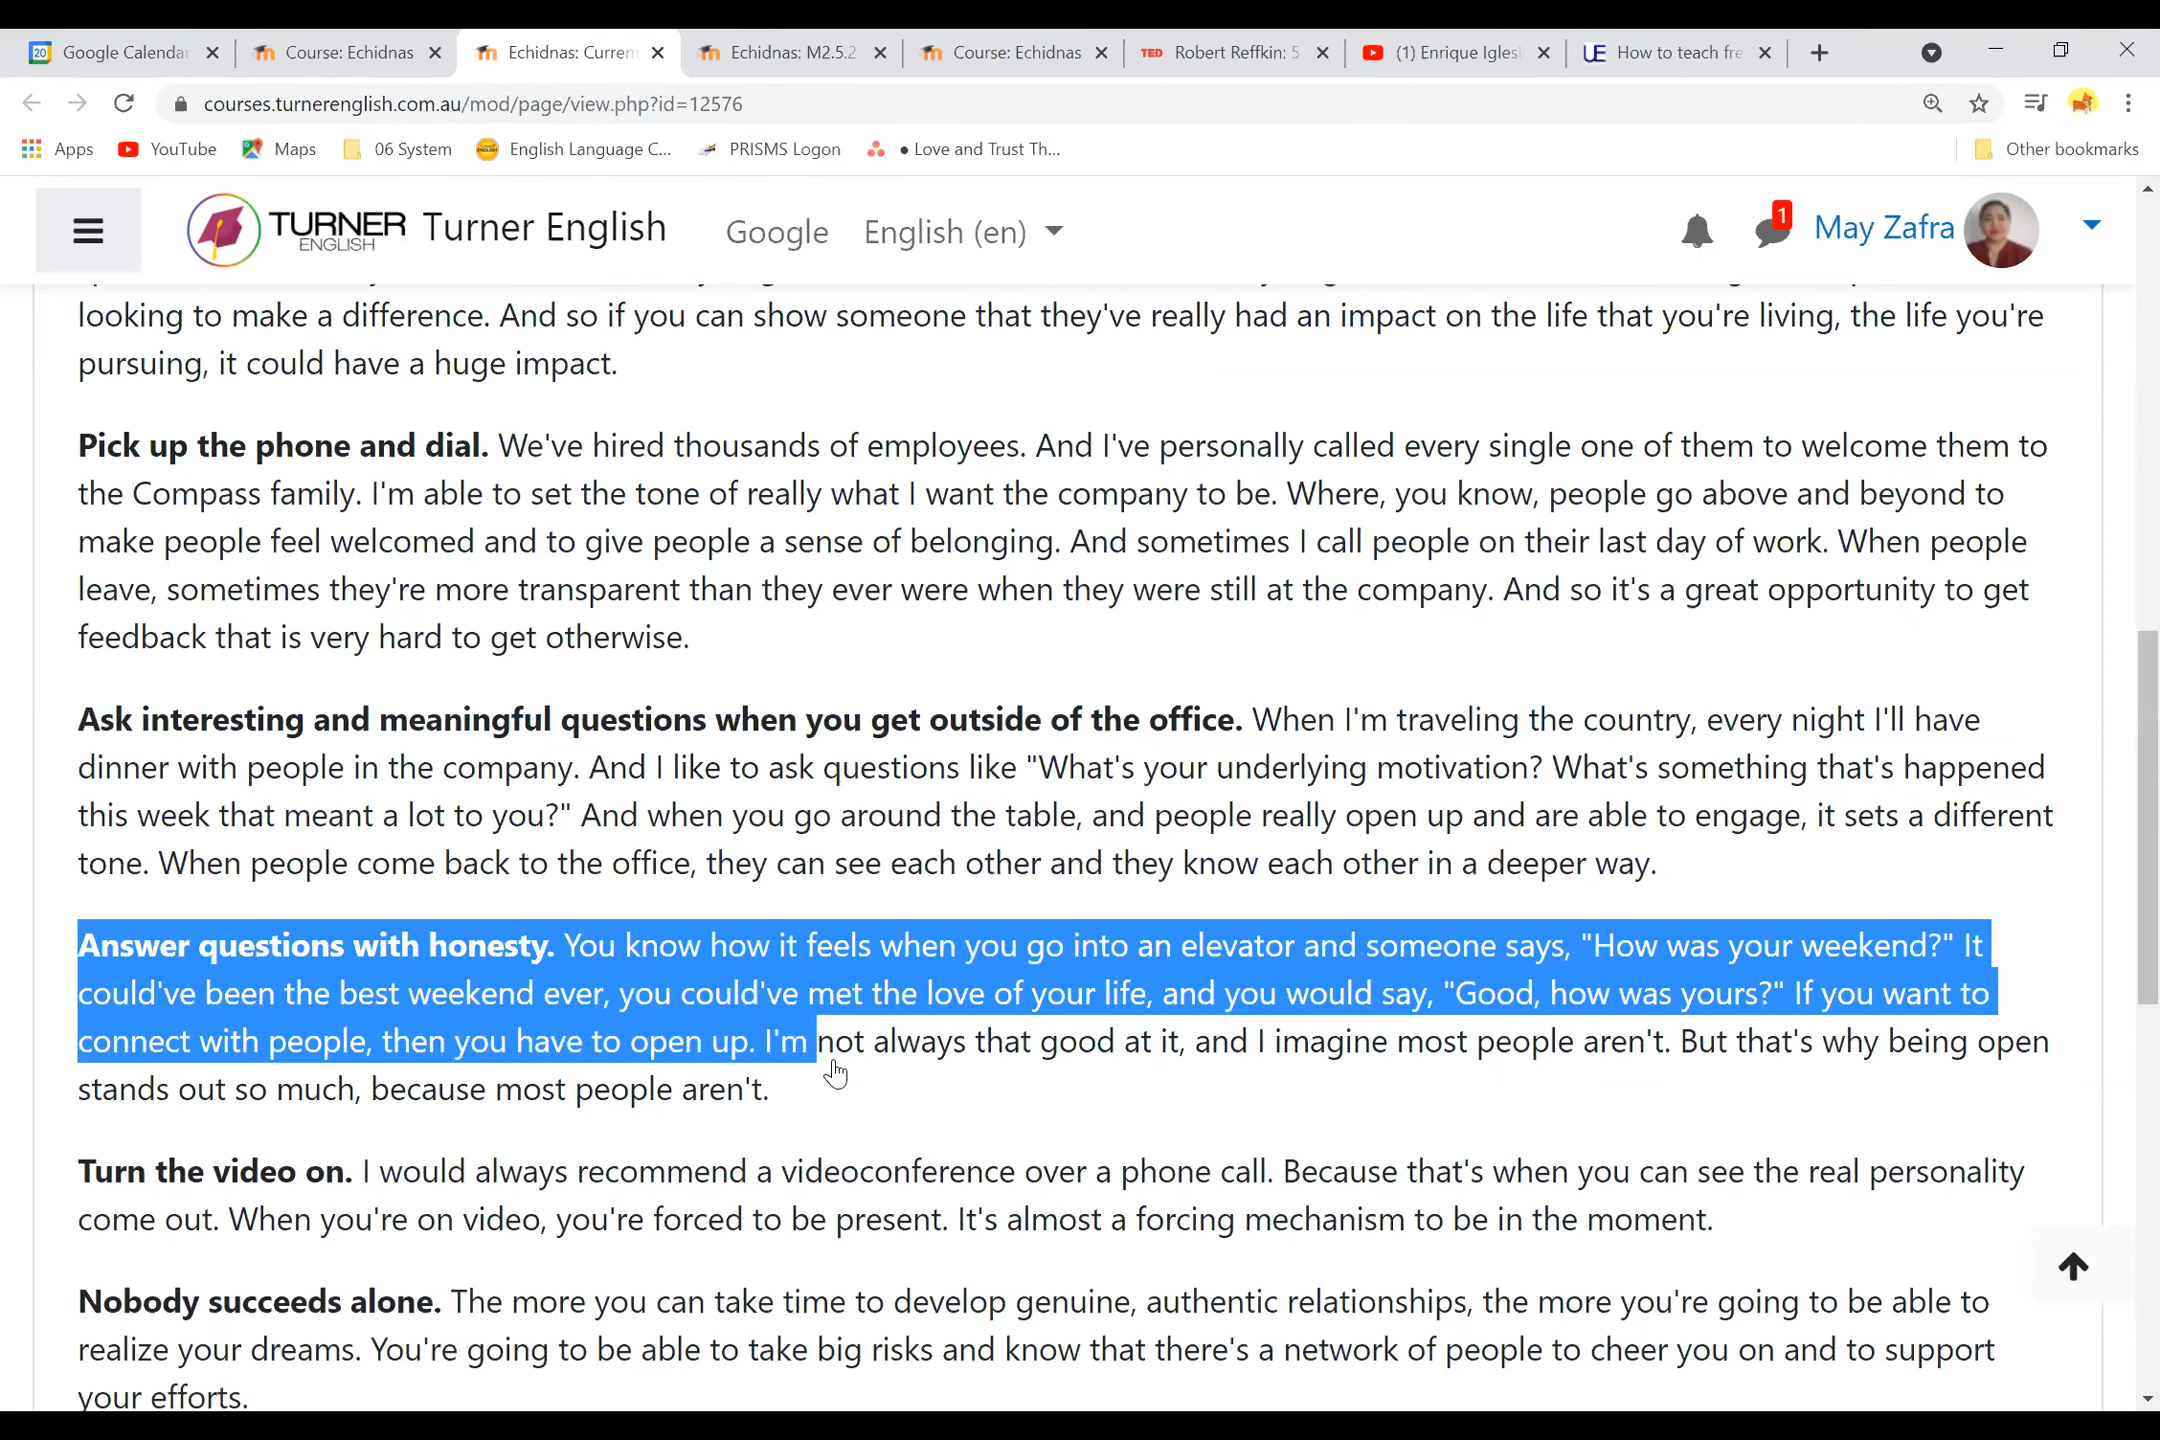 20 Google Calendar
Course: Echidnas
Echidnas: Current
Echidnas: M2.5.2
Course: Echidnas
TED Robert Reffkin: 5
(1) Enrique Iglesi
UE How to teach fre
courses.turnerenglish.com.au/mod/page/view.php?id=12576
Apps
YouTube
Maps
06 System
English Language C...
PRISMS Logon
• Love and Trust Th...
Other bookmarks
TURNER
ENGLISH
Turner English
Google
English (en)
1
May Zafra
looking to make a difference. And so if you can show someone that they've really had an impact on the life that you're living, the life you're
pursuing, it could have a huge impact.
Pick up the phone and dial. We've hired thousands of employees. And I've personally called every single one of them to welcome them to
the Compass family. I'm able to set the tone of really what I want the company to be. Where, you know, people go above and beyond to
make people feel welcomed and to give people a sense of belonging. And sometimes I call people on their last day of work. When people
leave, sometimes they're more transparent than they ever were when they were still at the company. And so it's a great opportunity to get
feedback that is very hard to get otherwise.
Ask interesting and meaningful questions when you get outside of the office. When I'm traveling the country, every night I'll have
dinner with people in the company. And I like to ask questions like "What's your underlying motivation? What's something that's happened
this week that meant a lot to you?" And when you go around the table, and people really open up and are able to engage, it sets a different
tone. When people come back to the office, they can see each other and they know each other in a deeper way.
Answer questions with honesty. You know how it feels when you go into an elevator and someone says, "How was your weekend?" It
could've been the best weekend ever, you could've met the love of your life, and you would say, "Good, how was yours?" If you want to
connect with people, then you have to open up. I'm not always that good at it, and I imagine most people aren't. But that's why being open
stands out so much, because most people aren't.
Turn the video on. I would always recommend a videoconference over a phone call. Because that's when you can see the real personality
come out. When you're on video, you're forced to be present. It's almost a forcing mechanism to be in the moment.
Nobody succeeds alone. The more you can take time to develop genuine, authentic relationships, the more you're going to be able to
realize your dreams. You're going to be able to take big risks and know that there's a network of people to cheer you on and to support
your efforts.